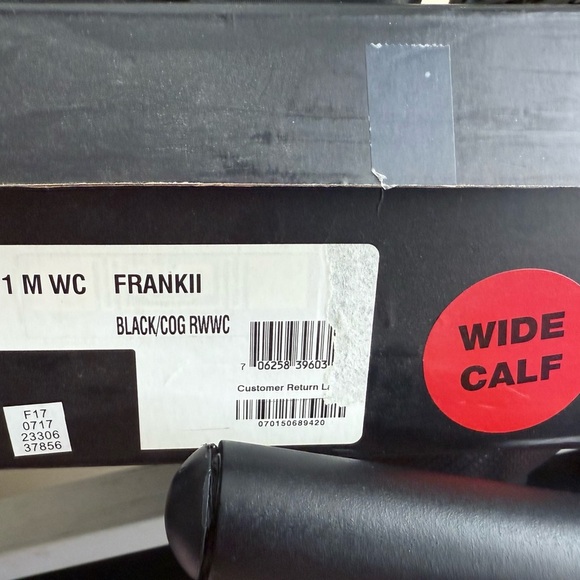 1 M WC FRANKII
BLACK/COG RWWC
7 06258 39603
Customer Return
070150689420
WIDE
CALF
F17
0717
23306
37856